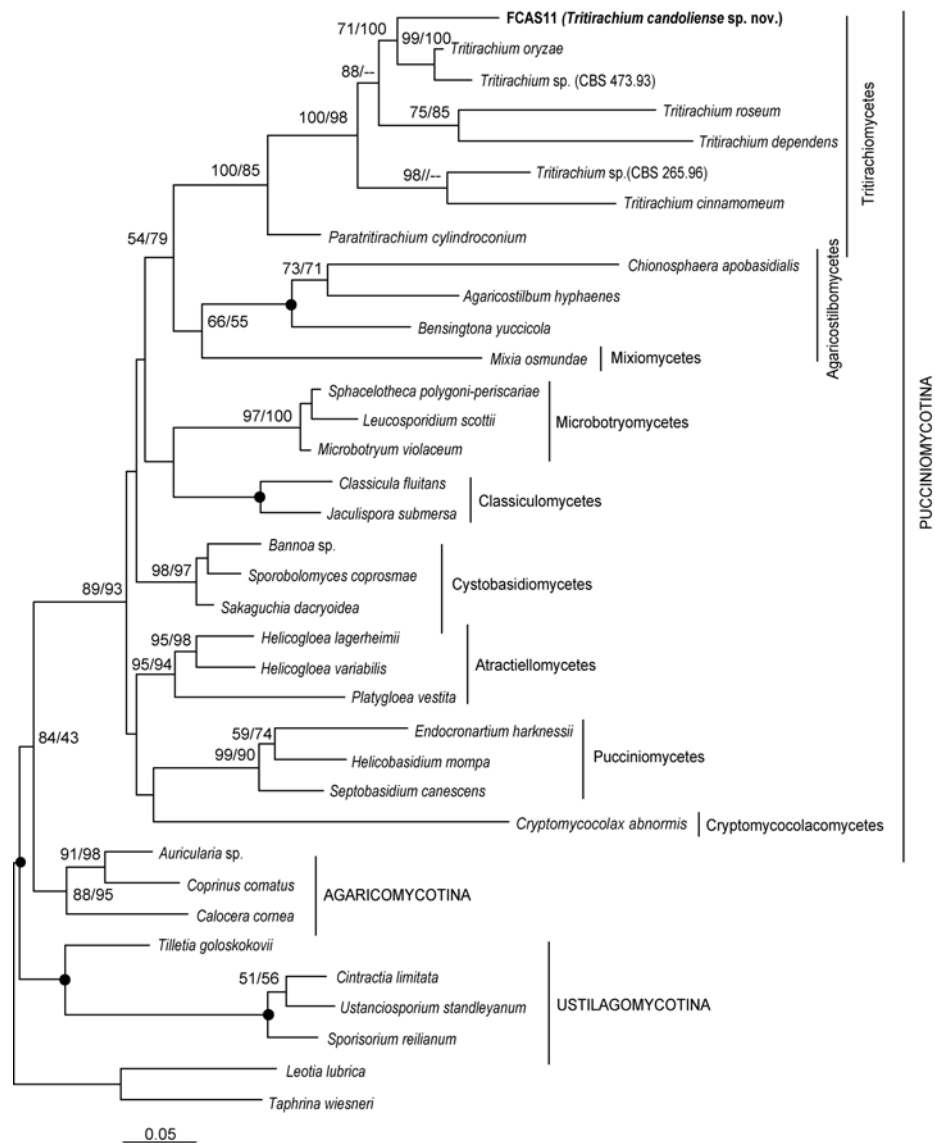 FCAS11 (Tritirachium candoliense sp. nov.)
71/100
99/100
Tritirachium oryzae
88/--
Tritirachium sp. (CBS 473.93)
75/85
Tritirachium roseum
100/98
Tritirachium dependens
Tritirachiomycetes
100/85
98//--
Tritirachium sp.(CBS 265.96)
Tritirachium cinnamomeum
54/79
Paratritirachium cylindroconium
73/71
Chionosphaera apobasidialis
Agaricostilbum hyphaenes
Agaricostilbomycetes
66/55
Bensingtona yuccicola
Mixia osmundae
Mixiomycetes
Sphacelotheca polygoni-periscariae
97/100
Leucosporidium scottii
Microbotryomycetes
Microbotryum violaceum
PUCCINIOMYCOTINA
Classicula fluitans
Classiculomycetes
Jaculispora submersa
Bannoa sp.
98/97
Sporobolomyces coprosmae
Cystobasidiomycetes
89/93
Sakaguchia dacryoidea
95/98
Helicogloea lagerheimii
95/94
Helicogloea variabilis
Atractiellomycetes
Platygloea vestita
84/43
59/74
Endocronartium harknessii
99/90
Helicobasidium mompa
Pucciniomycetes
Septobasidium canescens
Cryptomycocolax abnormis
Cryptomycocolacomycetes
91/98
Auricularia sp.
88/95
Coprinus comatus
AGARICOMYCOTINA
Calocera cornea
Tilletia goloskokovii
51/56
Cintractia limitata
Ustanciosporium standleyanum
USTILAGOMYCOTINA
Sporisorium reilianum
Leotia lubrica
Taphrina wiesneri
0.05